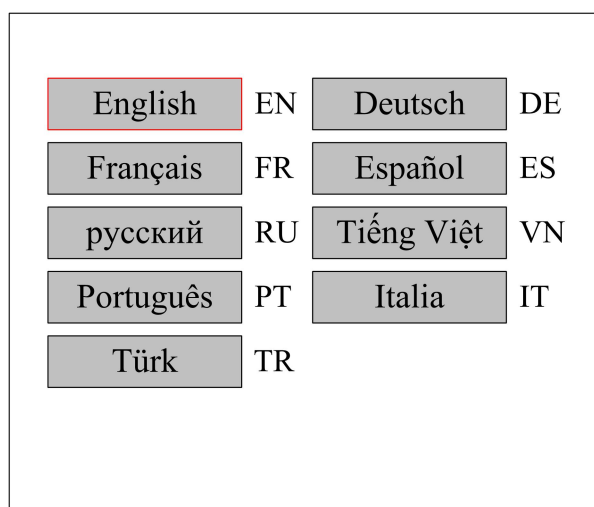 English EN Deutsch DE
Français FR Español ES
русский RU Tiếng Việt VN
Português PT Italia IT
Türk TR